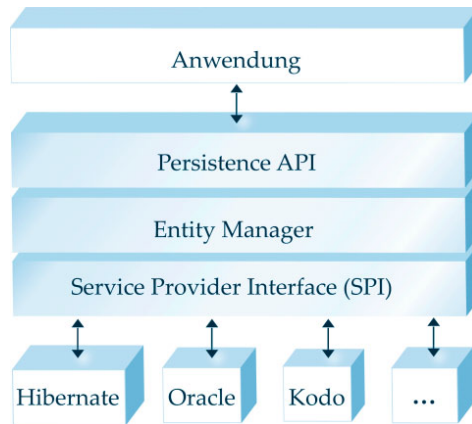 Anwendung
Persistence API
Entity Manager
Service Provider Interface (SPI)
Hibernate Oracle Kodo ...